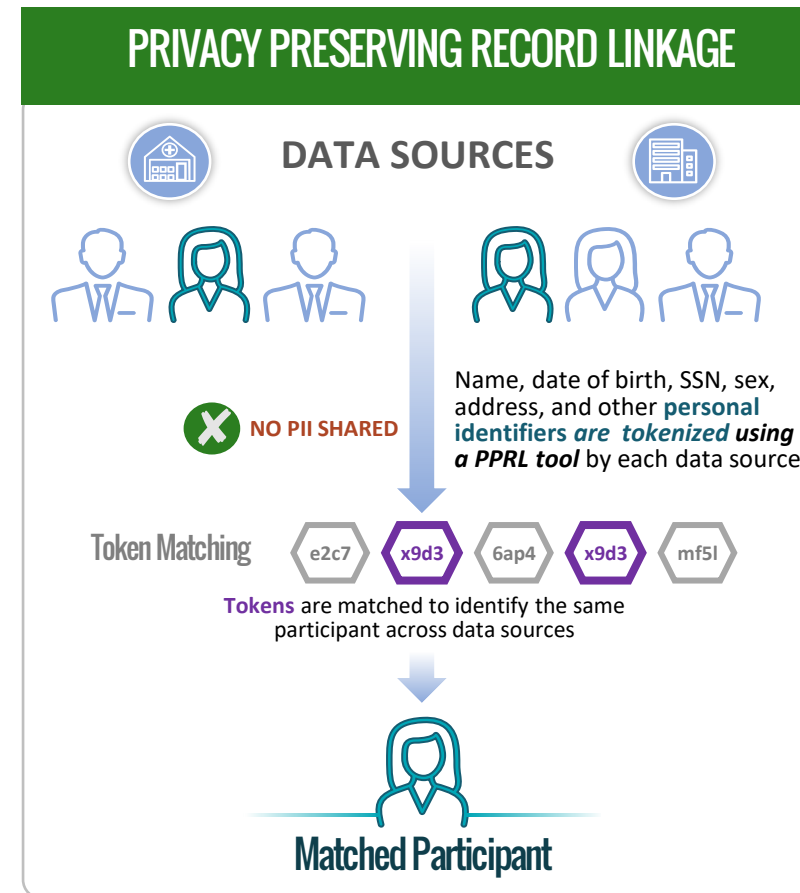 PRIVACY PRESERVING RECORD LINKAGE
DATA SOURCES
NO PII SHARED
Name, date of birth, SSN, sex,
address, and other personal
identifiers are tokenized using
a PPRL tool by each data source
Token Matching
e2c7
x9d3
6ap4
x9d3
mf5l
Tokens are matched to identify the same
participant across data sources
Matched Participant